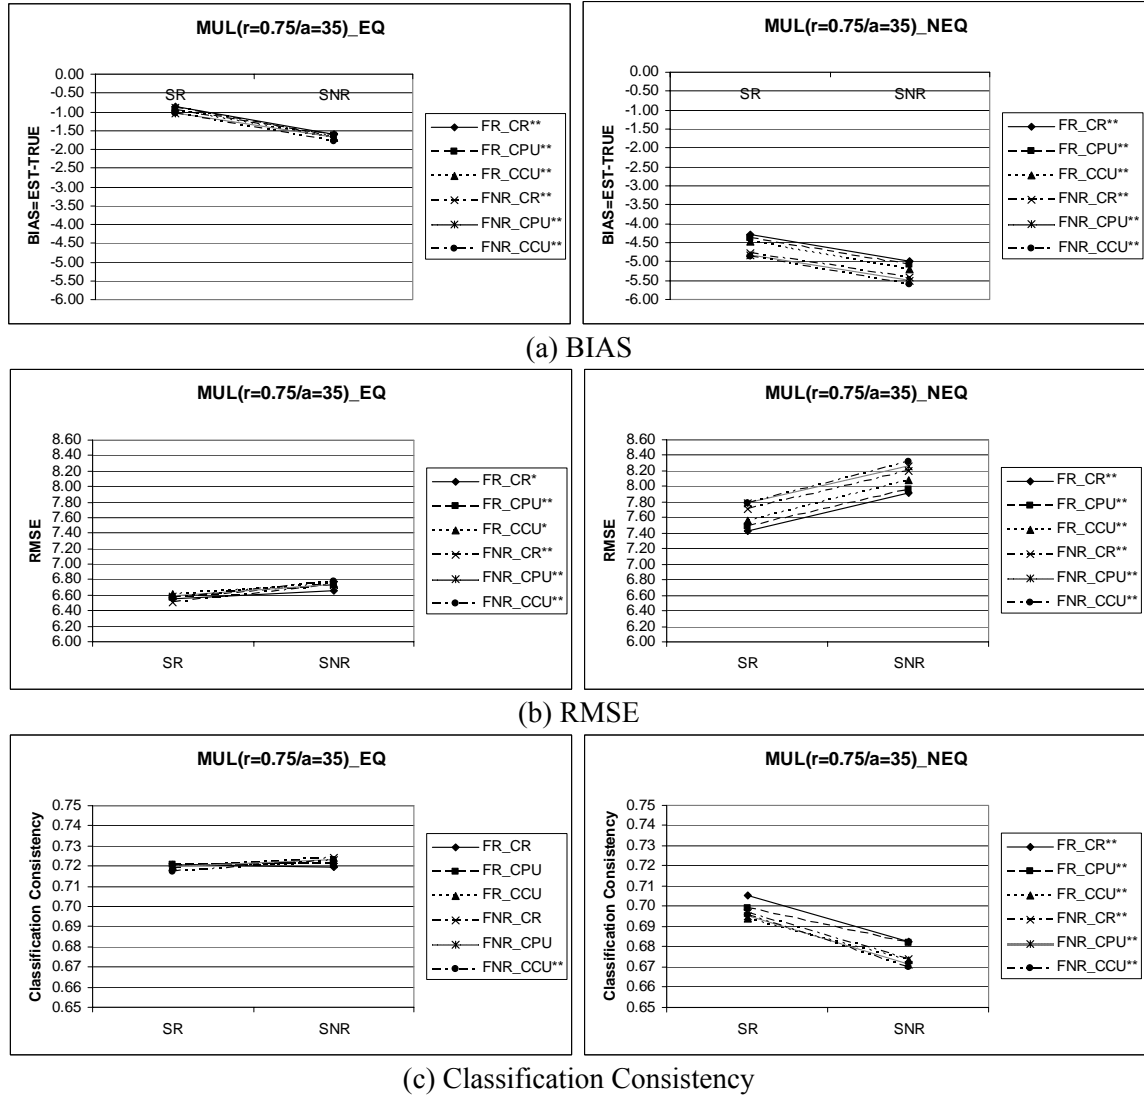 MUL(r=0.75/a=35)_EQ
0.00
-0.50
-1.00
-1.50
-2.00
-2.50
-3.00
-3.50
-4.00
-4.50
-5.00
-5.50
-6.00
BIAS=EST-TRUE
SR SNR
FR_CR**
FR_CPU**
FR_CCU**
FNR_CR**
FNR_CPU**
FNR_CCU**
MUL(r=0.75/a=35)_NEQ
0.00
-0.50
-1.00
-1.50
-2.00
-2.50
-3.00
-3.50
-4.00
-4.50
-5.00
-5.50
-6.00
BIAS=EST-TRUE
SR SNR
FR_CR**
FR_CPU**
FR_CCU**
FNR_CR**
FNR_CPU**
FNR_CCU**
(a) BIAS
MUL(r=0.75/a=35)_EQ
8.60
8.40
8.20
8.00
7.80
7.60
7.40
7.20
7.00
6.80
6.60
6.40
6.20
6.00
RMSE
SR SNR
FR_CR*
FR_CPU**
FR_CCU*
FNR_CR**
FNR_CPU**
FNR_CCU**
MUL(r=0.75/a=35)_NEQ
8.60
8.40
8.20
8.00
7.80
7.60
7.40
7.20
7.00
6.80
6.60
6.40
6.20
6.00
RMSE
SR SNR
FR_CR**
FR_CPU**
FR_CCU**
FNR_CR**
FNR_CPU**
FNR_CCU**
(b) RMSE
MUL(r=0.75/a=35)_EQ
0.75
0.74
0.73
0.72
0.71
0.70
0.69
0.68
0.67
0.66
0.65
Classification Consistency
SR SNR
FR_CR
FR_CPU
FR_CCU
FNR_CR
FNR_CPU
FNR_CCU**
MUL(r=0.75/a=35)_NEQ
0.75
0.74
0.73
0.72
0.71
0.70
0.69
0.68
0.67
0.66
0.65
Classification Consistency
SR SNR
FR_CR**
FR_CPU**
FR_CCU**
FNR_CR**
FNR_CPU**
FNR_CCU**
(c) Classification Consistency